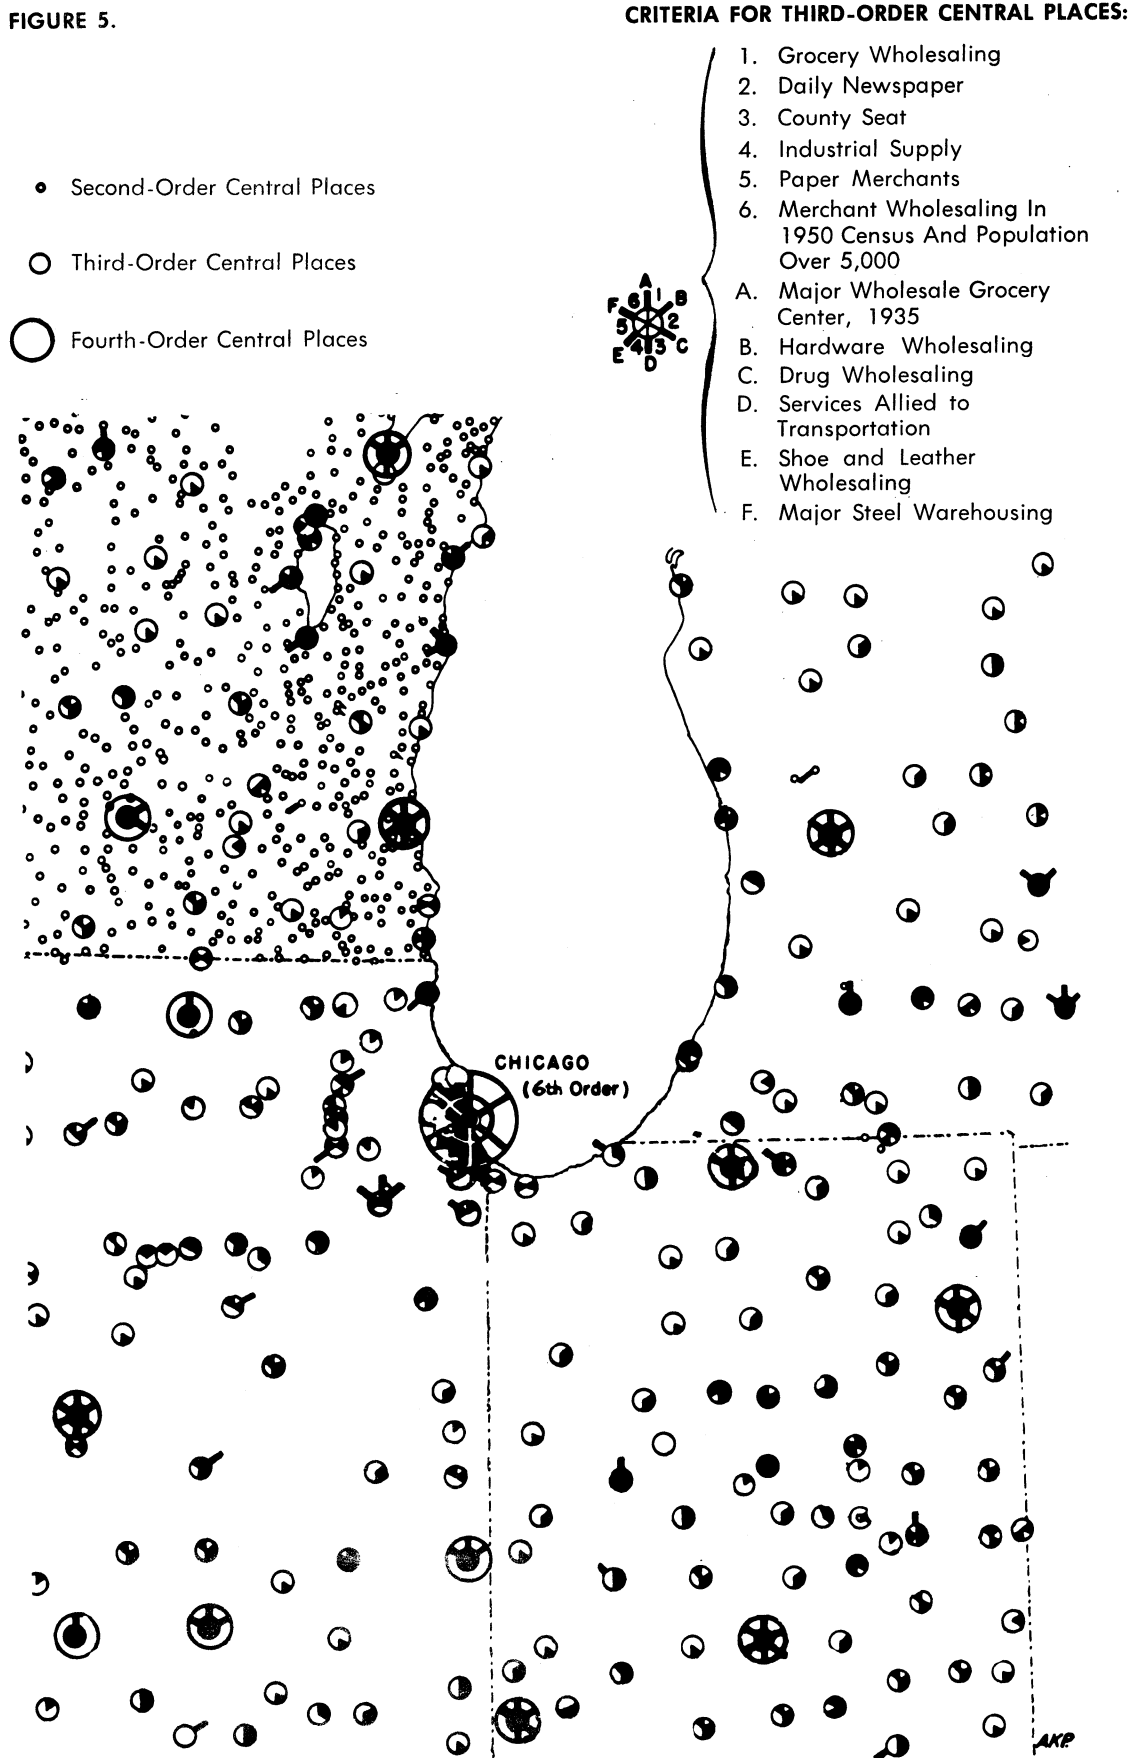 FIGURE 5.
CRITERIA FOR THIRD-ORDER CENTRAL PLACES:
1. Grocery Wholesaling
2. Daily Newspaper
3. County Seat
4. Industrial Supply
5. Paper Merchants
6. Merchant Wholesaling In
1950 Census And Population
Over 5,000
A. Major Wholesale Grocery
Center, 1935
B. Hardware Wholesaling
C. Drug Wholesaling
D. Services Allied to
Transportation
E. Shoe and Leather
Wholesaling
F. Major Steel Warehousing
Second-Order Central Places
Third-Order Central Places
Fourth-Order Central Places
A
F 6 1 B
5 2
E 4 3 C
D
CHICAGO
(6th Order)
AKP.